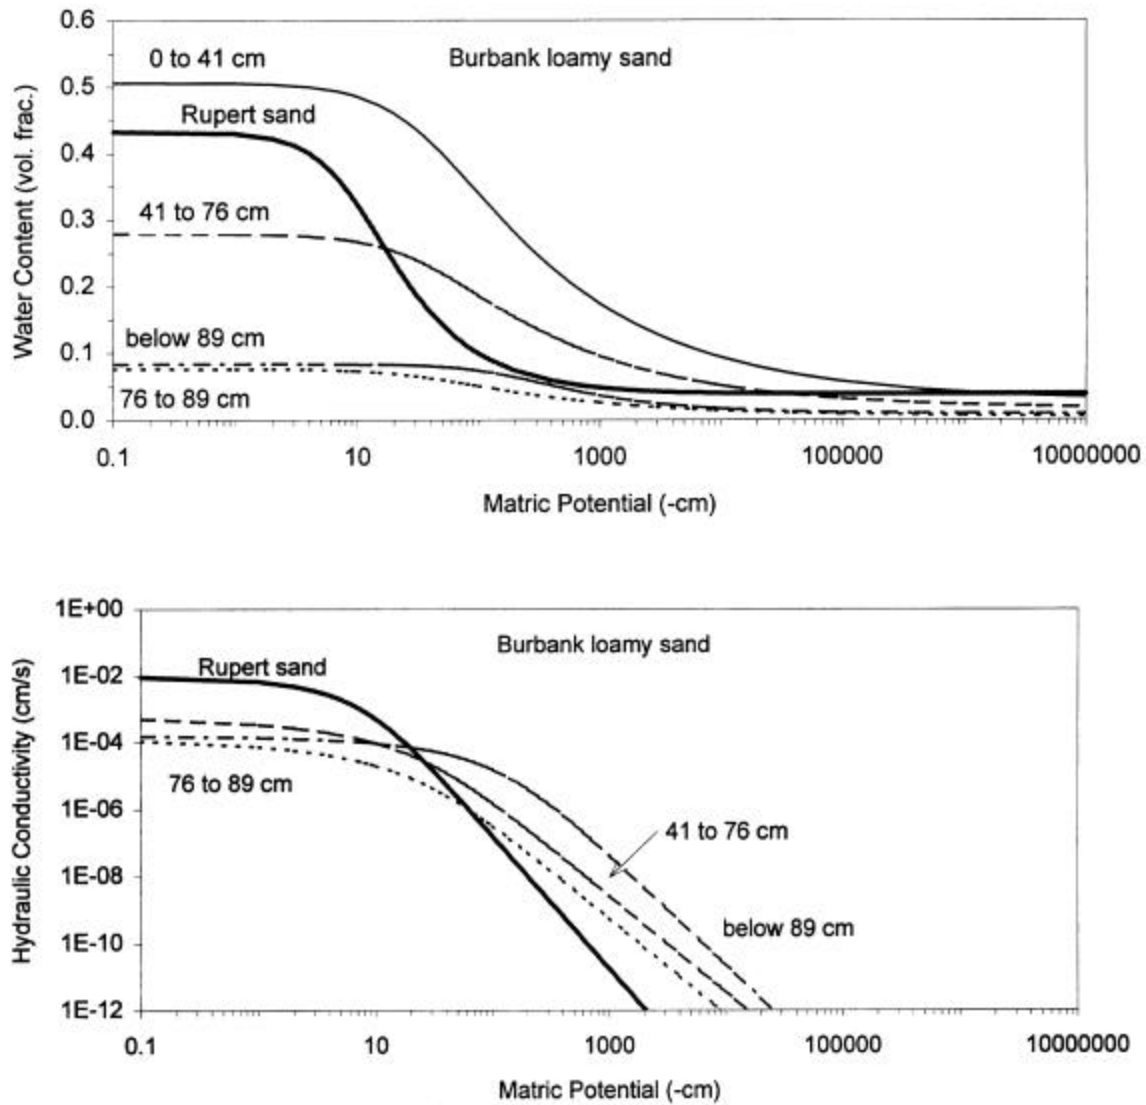 0.6
0 to 41 cm
Burbank loamy sand
0.5
Rupert sand
0.4
0.3
41 to 76 cm
0.2
below 89 cm
0.1
76 to 89 cm
0.0
Water Content (vol. frac.)
0.1 10 1000 100000 10000000
Matric Potential (-cm)
1E+00
Burbank loamy sand
Rupert sand
1E-02
1E-04
76 to 89 cm
1E-06
41 to 76 cm
1E-08
below 89 cm
1E-10
1E-12
Hydraulic Conductivity (cm/s)
0.1 10 1000 100000 10000000
Matric Potential (-cm)